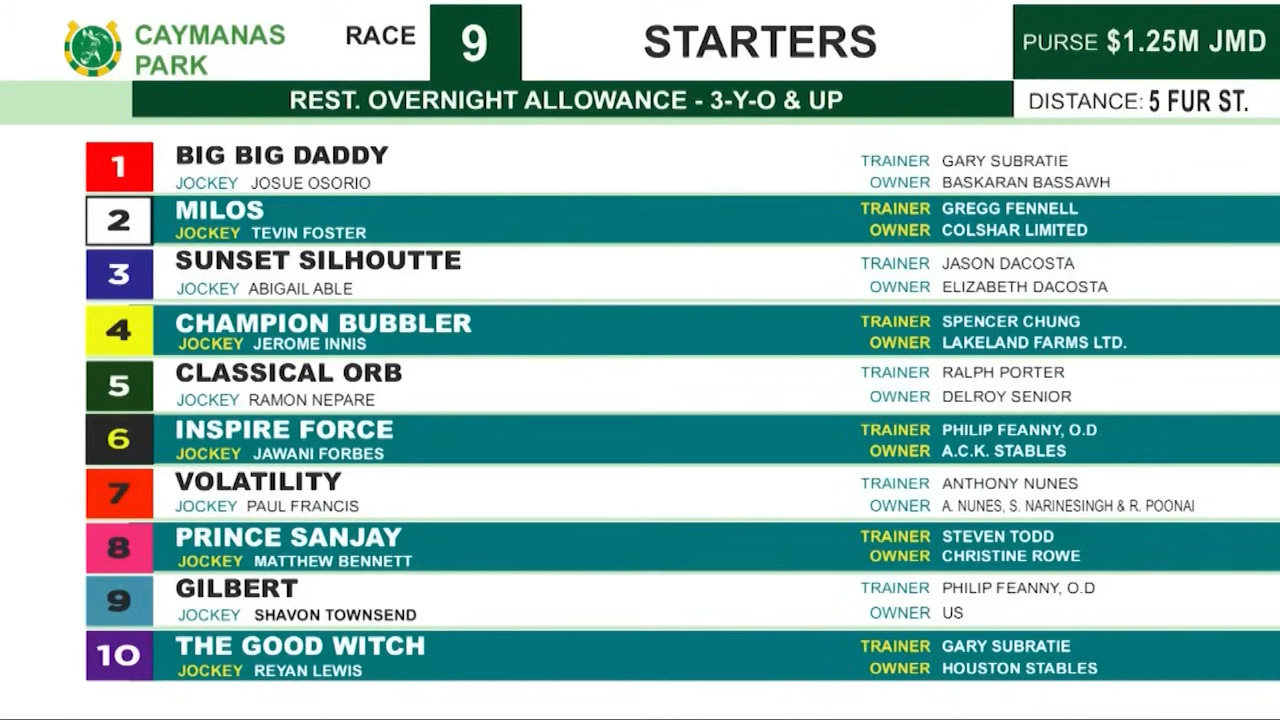 CAYMANAS PARK
RACE 9 STARTERS PURSE $1.25M JMD
REST. OVERNIGHT ALLOWANCE - 3-Y-O & UP DISTANCE: 5 FUR ST.
1 BIG BIG DADDY TRAINER GARY SUBRATIE
JOCKEY JOSUE OSORIO OWNER BASKARAN BASSAWH
2 MILOS TRAINER GREGG FENNELL
JOCKEY TEVIN FOSTER OWNER COLSHAR LIMITED
3 SUNSET SILHOUTTE TRAINER JASON DACOSTA
JOCKEY ABIGAIL ABLE OWNER ELIZABETH DACOSTA
4 CHAMPION BUBBLER TRAINER SPENCER CHUNG
JOCKEY JEROME INNIS OWNER LAKELAND FARMS LTD.
5 CLASSICAL ORB TRAINER RALPH PORTER
JOCKEY RAMON NEPARE OWNER DELROY SENIOR
6 INSPIRE FORCE TRAINER PHILIP FEANNY, O.D
JOCKEY JAWANI FORBES OWNER A.C.K. STABLES
7 VOLATILITY TRAINER ANTHONY NUNES
JOCKEY PAUL FRANCIS OWNER A. NUNES, S. NARINESINGH & R. POONAI
8 PRINCE SANJAY TRAINER STEVEN TODD
JOCKEY MATTHEW BENNETT OWNER CHRISTINE ROWE
9 GILBERT TRAINER PHILIP FEANNY, O.D
JOCKEY SHAVON TOWNSEND OWNER US
10 THE GOOD WITCH TRAINER GARY SUBRATIE
JOCKEY REYAN LEWIS OWNER HOUSTON STABLES